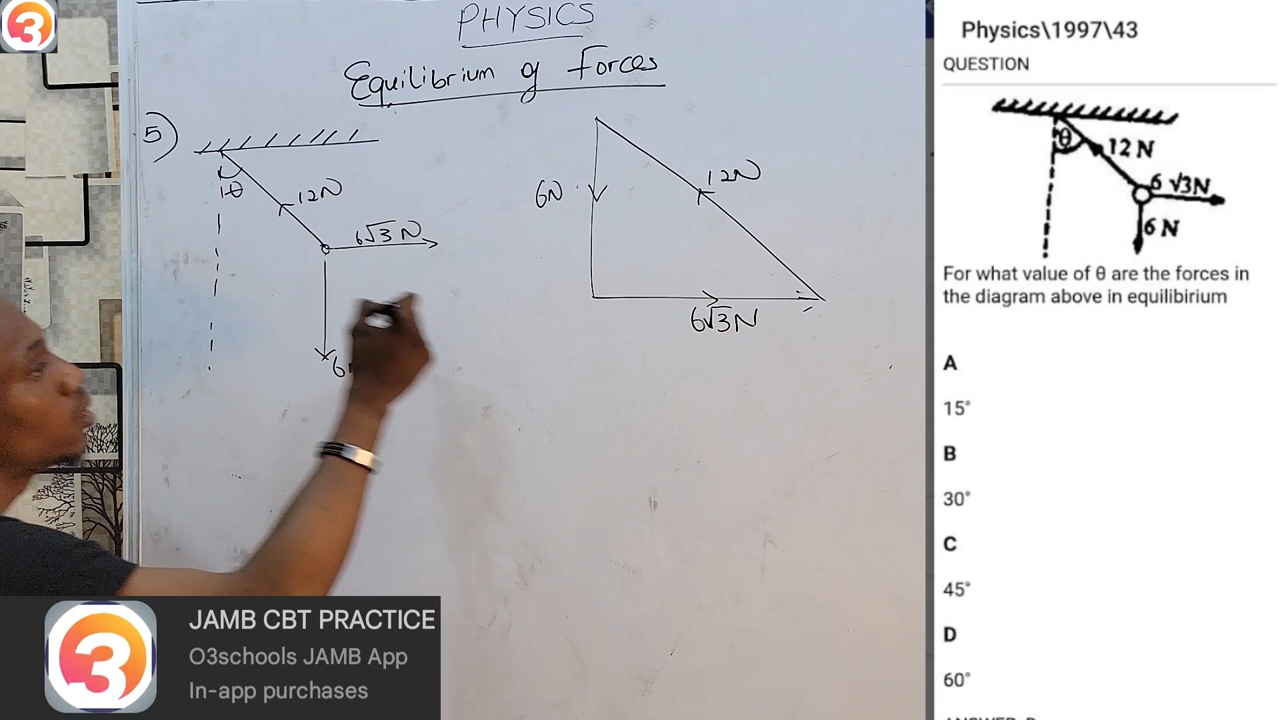 3
PHYSICS
Equilibrium of forces
5)
θ
12N
6√3 N
6N
12N
6√3N
3
JAMB CBT PRACTICE
O3schools JAMB App
In-app purchases
Physics\1997\43
QUESTION
θ
12 N
6 √3N
6 N
For what value of θ are the forces in
the diagram above in equilibrium
A
15°
B
30°
C
45°
D
60°